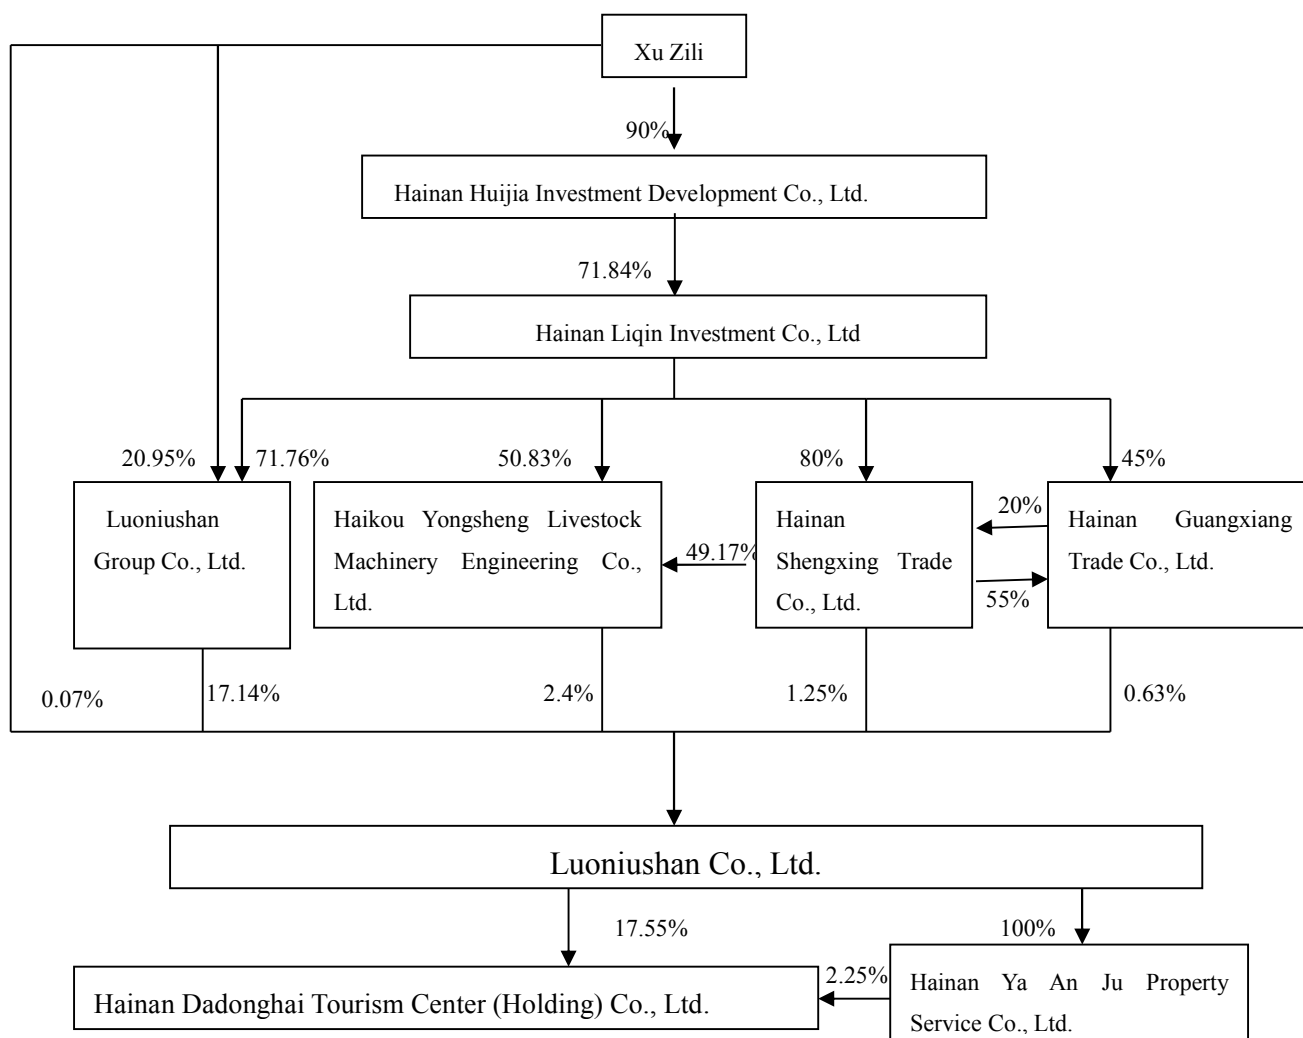 Xu Zili
90%
Hainan Huijia Investment Development Co., Ltd.
71.84%
Hainan Liqin Investment Co., Ltd
20.95%
71.76%
50.83%
80%
45%
Luoniushan
Group Co., Ltd.
Haikou Yongsheng Livestock
Machinery Engineering Co.,
Ltd.
49.17%
Hainan
Shengxing Trade
Co., Ltd.
20%
55%
Hainan Guangxiang
Trade Co., Ltd.
0.07%
17.14%
2.4%
1.25%
0.63%
Luoniushan Co., Ltd.
17.55%
100%
Hainan Dadonghai Tourism Center (Holding) Co., Ltd.
2.25%
Hainan Ya An Ju Property
Service Co., Ltd.